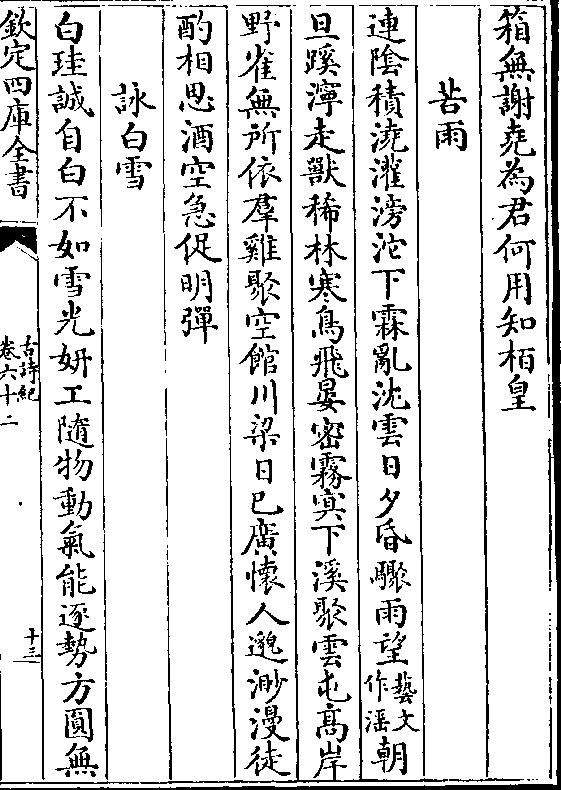 箱無謝堯為君何用知栢皇
苦雨
連陰積澆灌滂沱下霖亂沈雲日夕昏驟雨望藝文作滛朝
旦蹊濘走獸稀林寒鳥飛晏密霧㝠下溪聚雲屯髙岸
野雀無所依羣雞聚空館川梁日已廣懷人邈渺漫徒
酌相思酒空急促明彈
詠白雪
白珪誠自白不如雪光妍工隨物動氣能逐勢方圓無
欽定四庫全書
古詩紀
卷六十二
十三